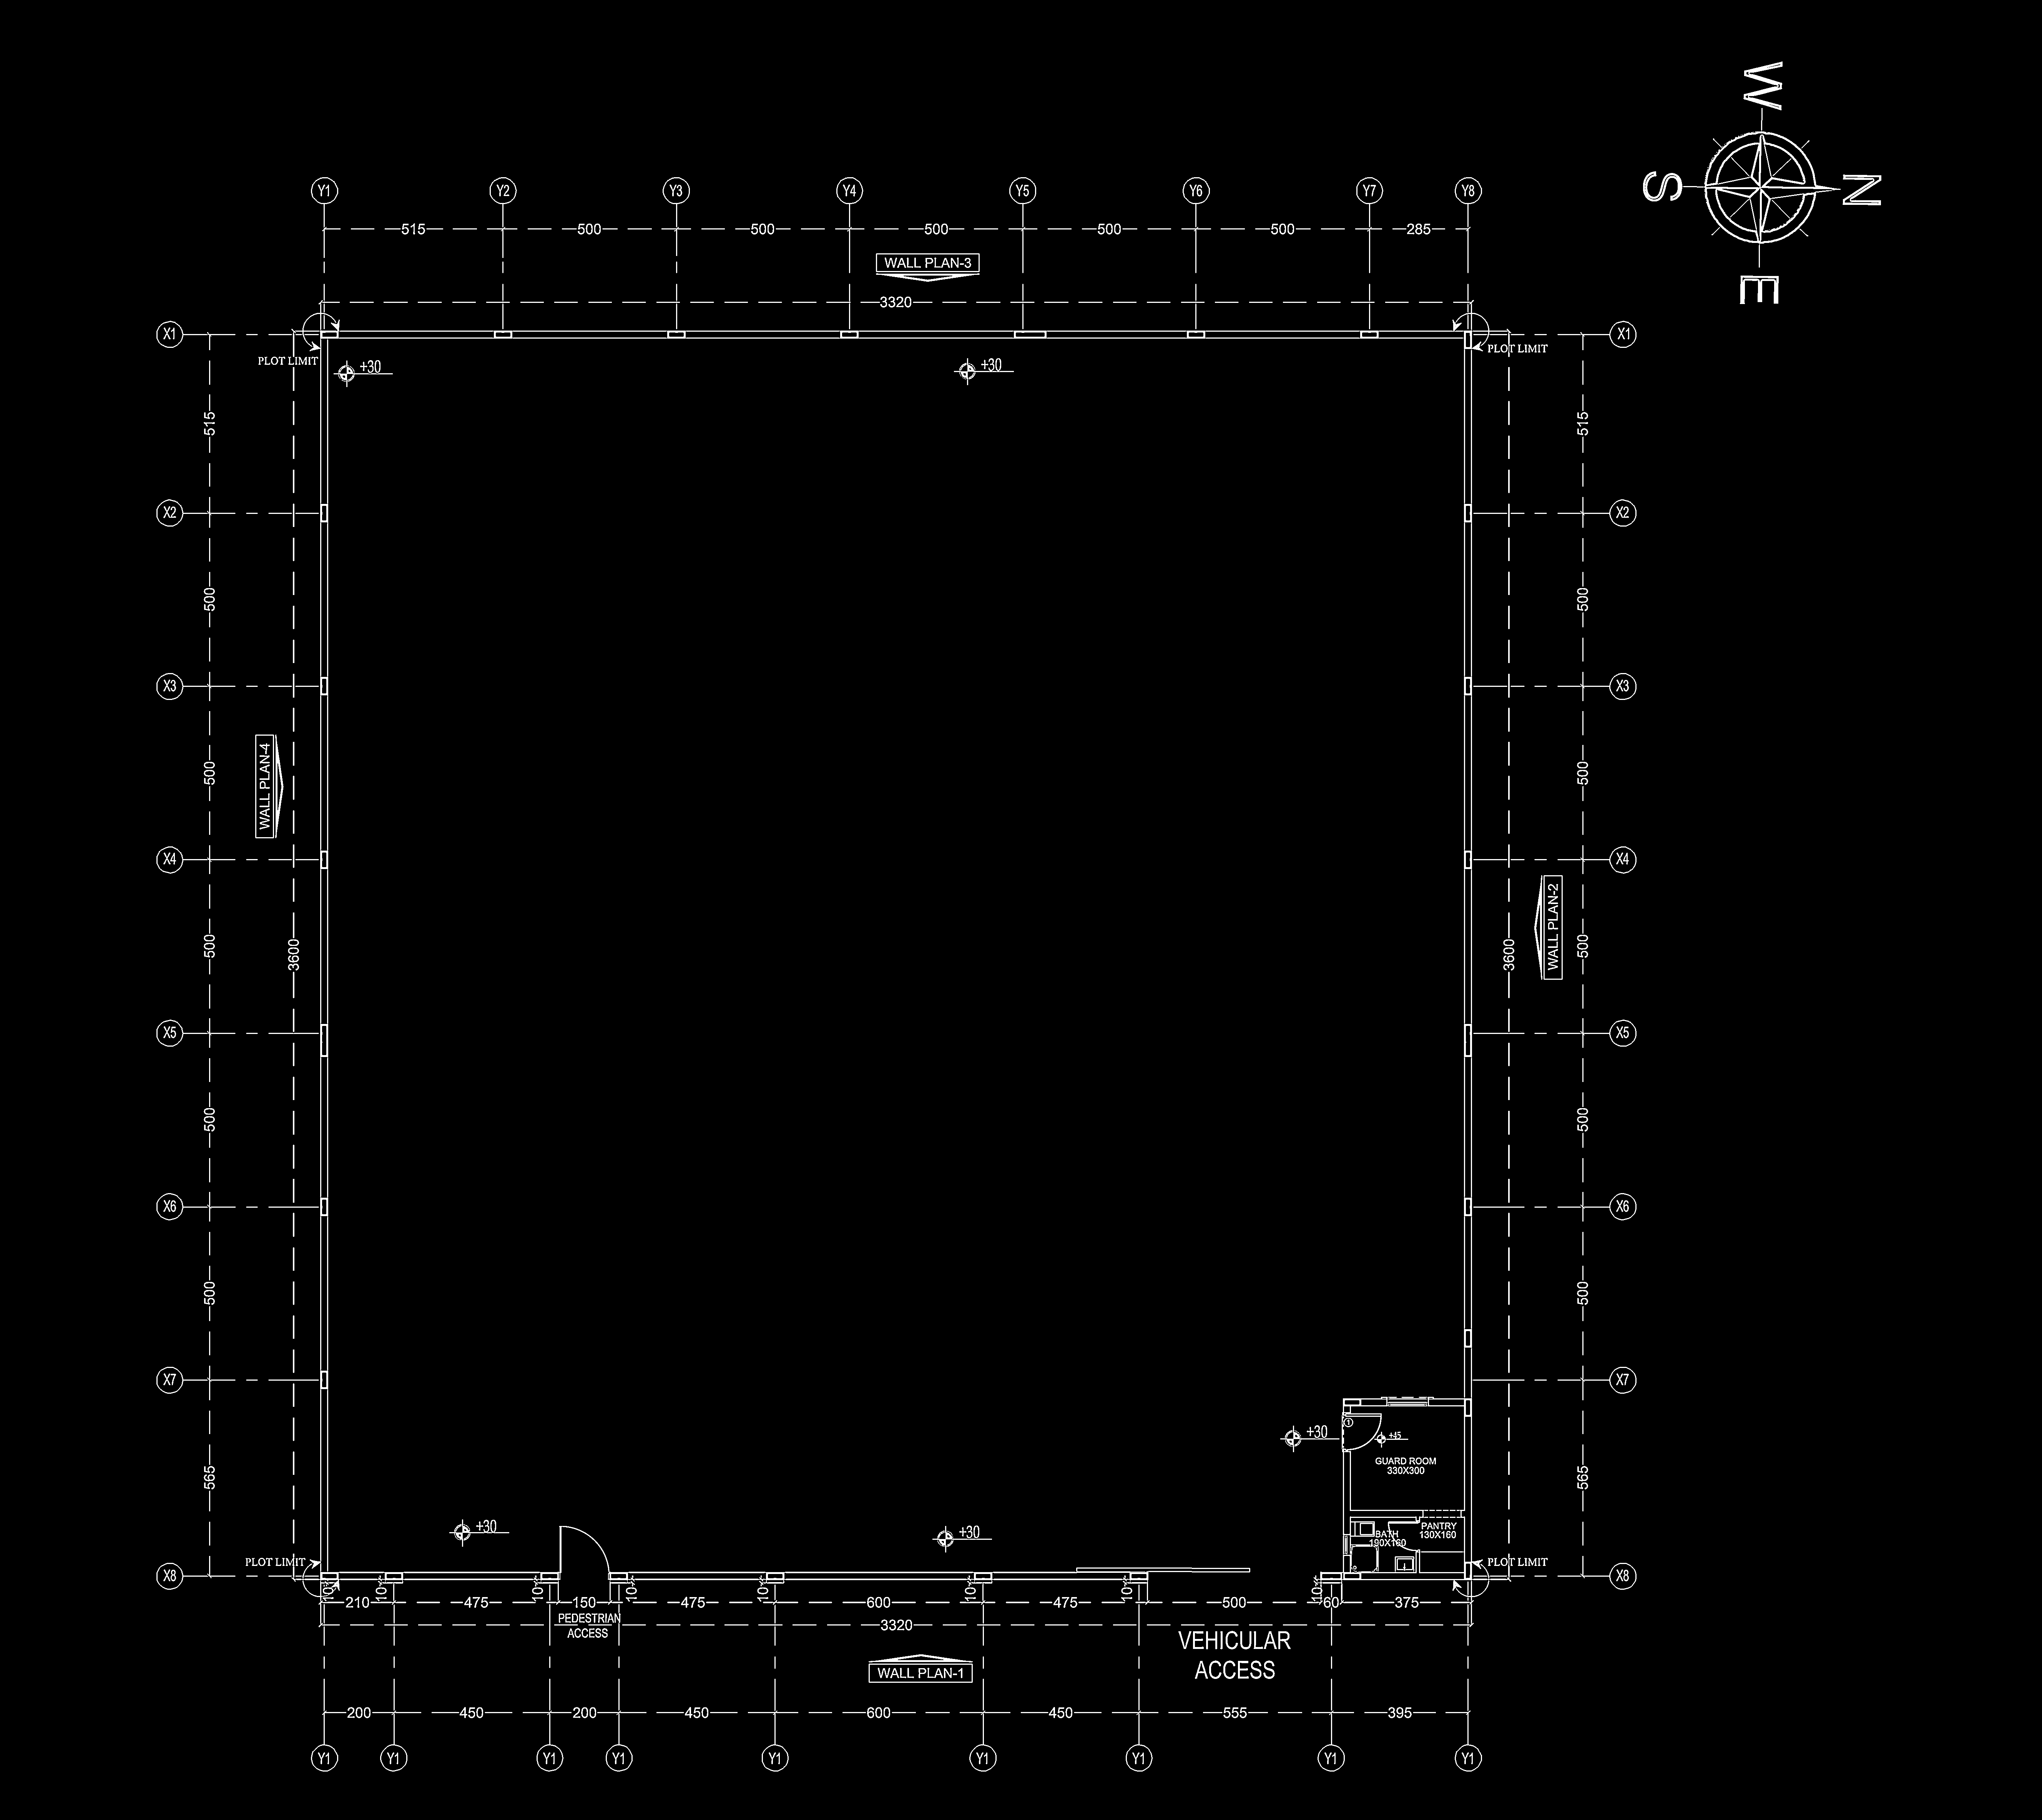 W
S
N
E
Y1 Y2 Y3 Y4 Y5 Y6 Y7 Y8
515 500 500 500 500 500 285
WALL PLAN-3
3320
X1 X1
PLOT LIMIT PLOT LIMIT
+30 +30
515 515
X2 X2
500 500
X3 X3
WALL PLAN-4
500 500
X4 X4
WALL PLAN-2
500 500
3600 3600
X5 X5
500 500
X6 X6
500 500
X7 X7
1
+30 +45
GUARD ROOM
330X300
565 565
+30 +30
PANTRY
130X160
BATH
190X160
PLOT LIMIT PLOT LIMIT
X8 X8
10 10 10 10 10 10 10 10
210 475 150 475 600 475 500 60 375
PEDESTRIAN
ACCESS
3320
VEHICULAR
ACCESS
WALL PLAN-1
200 450 200 450 600 450 555 395
Y1 Y1 Y1 Y1 Y1 Y1 Y1 Y1 Y1